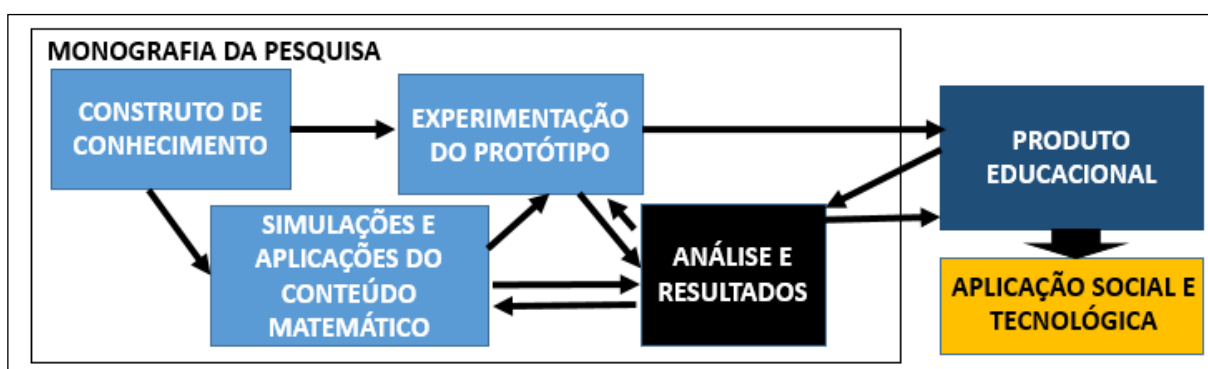 MONOGRAFIA DA PESQUISA
CONSTRUTO DE
CONHECIMENTO
EXPERIMENTAÇÃO
DO PROTÓTIPO
PRODUTO
EDUCACIONAL
SIMULAÇÕES E
APLICAÇÕES DO
CONTEÚDO
MATEMÁTICO
ANÁLISE E
RESULTADOS
APLICAÇÃO SOCIAL E
TECNOLÓGICA